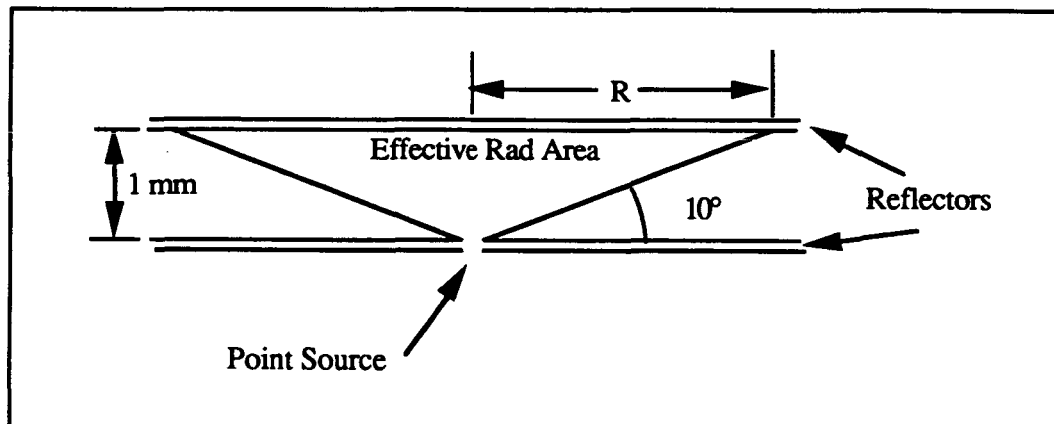 R
Effective Rad Area
1 mm
10°
Reflectors
Point Source